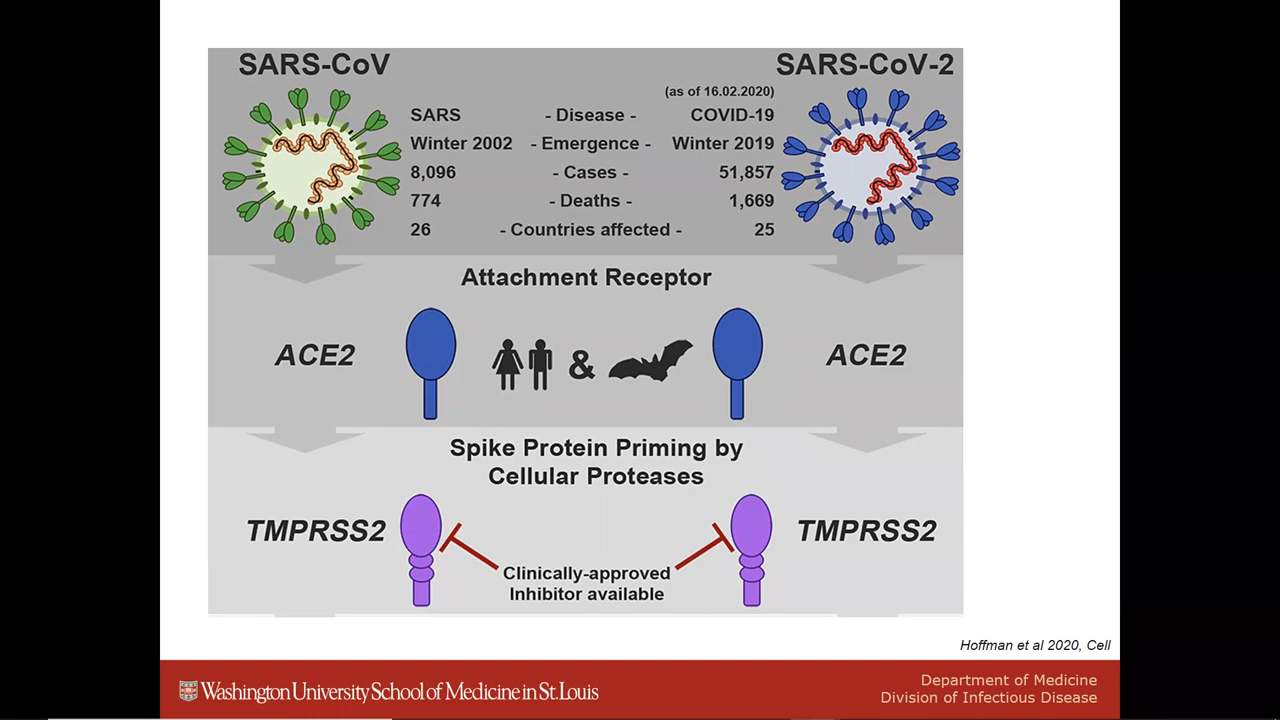 SARS-CoV
SARS-CoV-2
(as of 16.02.2020)
SARS - Disease - COVID-19
Winter 2002 - Emergence - Winter 2019
8,096 - Cases - 51,857
774 - Deaths - 1,669
26 - Countries affected - 25
Attachment Receptor
ACE2 & ACE2
Spike Protein Priming by
Cellular Proteases
TMPRSS2 TMPRSS2
Clinically-approved
Inhibitor available
Hoffman et al 2020, Cell
Washington University School of Medicine in St. Louis
Department of Medicine
Division of Infectious Disease